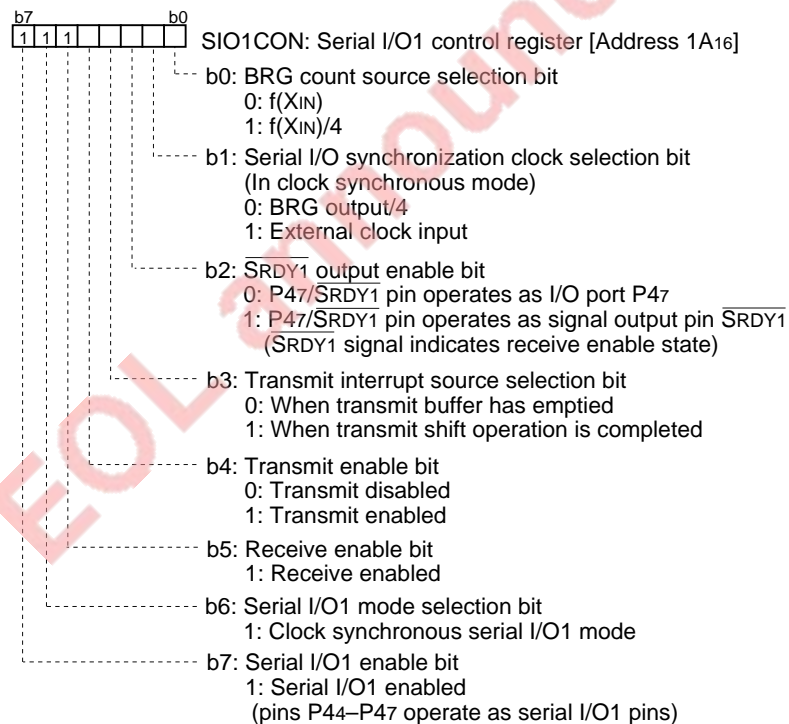 b7 b0
1 1 1 SIO1CON: Serial I/O1 control register [Address 1A16]
b0: BRG count source selection bit
0: f(XIN)
1: f(XIN)/4
b1: Serial I/O synchronization clock selection bit
(In clock synchronous mode)
0: BRG output/4
1: External clock input
b2: SRDY1 output enable bit
0: P47/SRDY1 pin operates as I/O port P47
1: P47/SRDY1 pin operates as signal output pin SRDY1
(SRDY1 signal indicates receive enable state)
b3: Transmit interrupt source selection bit
0: When transmit buffer has emptied
1: When transmit shift operation is completed
b4: Transmit enable bit
0: Transmit disabled
1: Transmit enabled
b5: Receive enable bit
1: Receive enabled
b6: Serial I/O1 mode selection bit
1: Clock synchronous serial I/O1 mode
b7: Serial I/O1 enable bit
1: Serial I/O1 enabled
(pins P44–P47 operate as serial I/O1 pins)
EOL announ